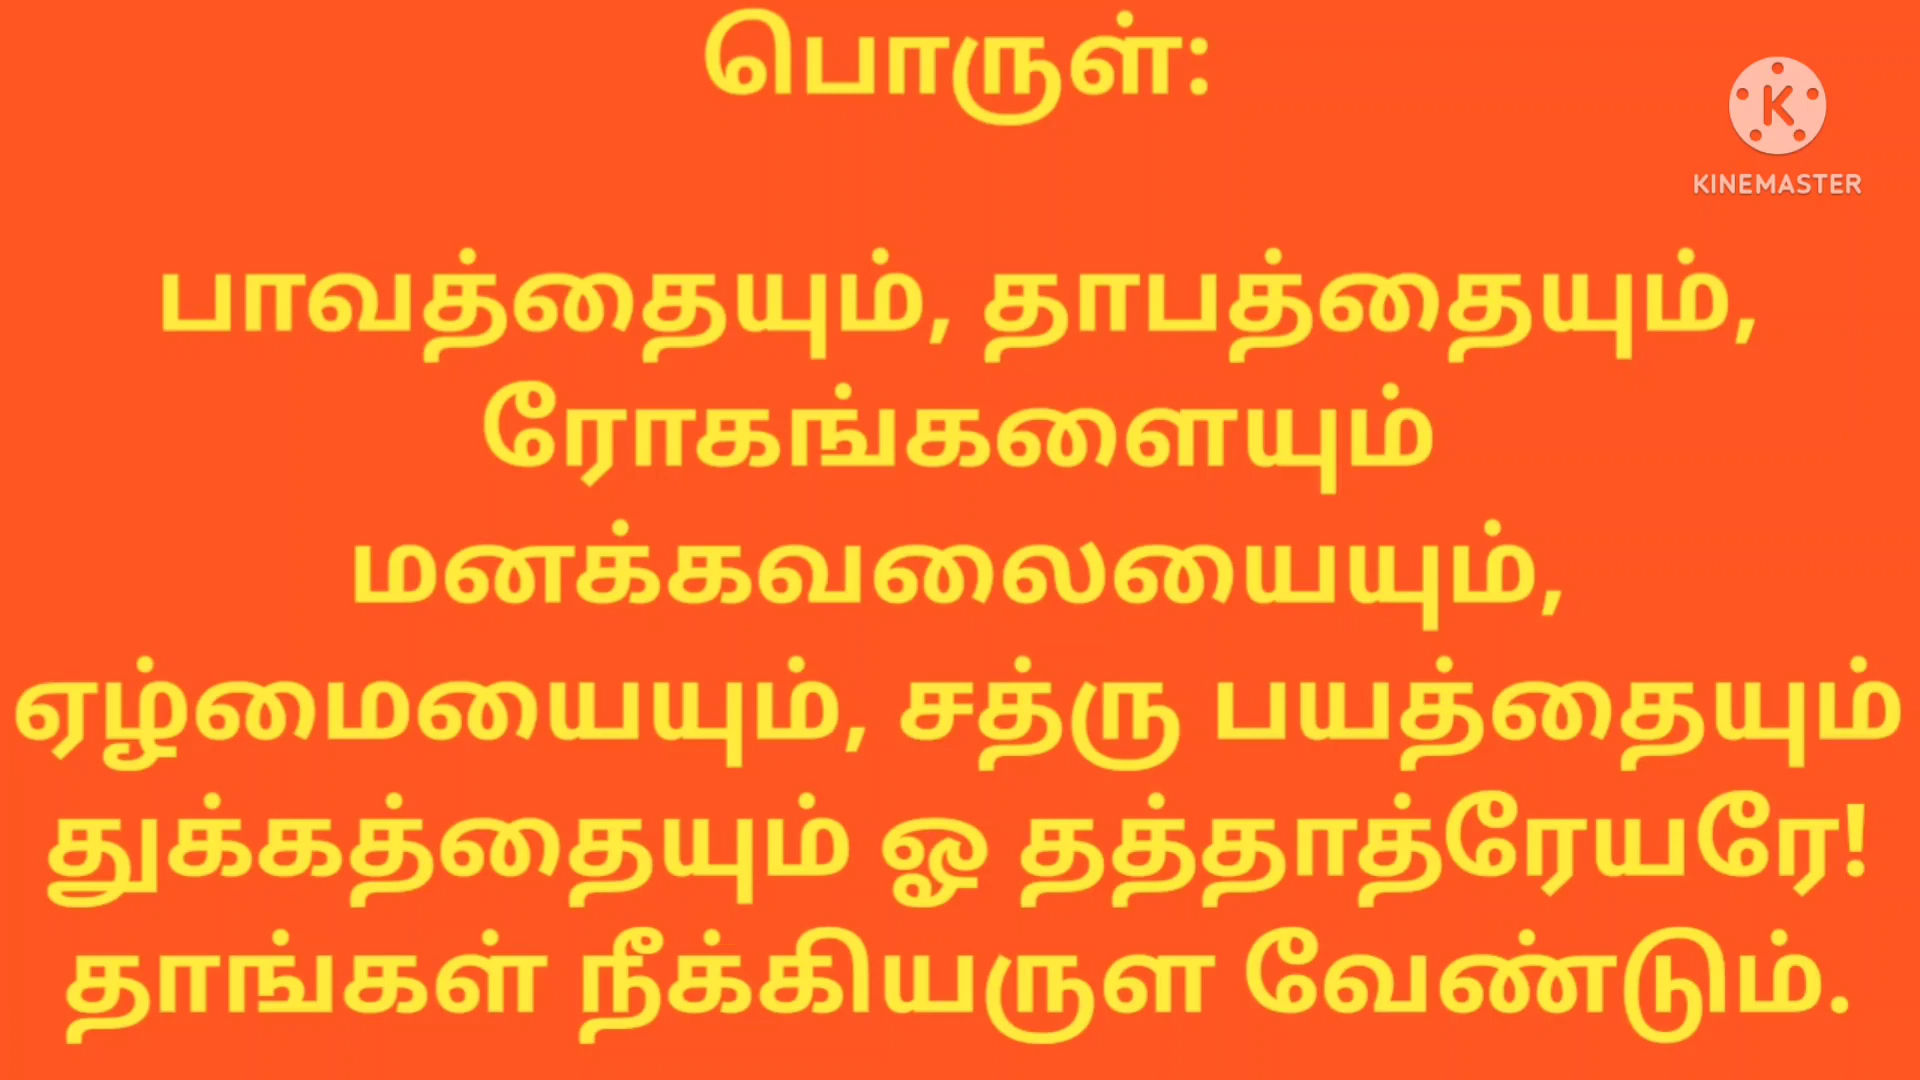 பொருள்:
KINEMASTER
பாவத்தையும், தாபத்தையும்,
ரோகங்களையும்
மனக்கவலையையும்,
ஏழ்மையையும், சத்ரு பயத்தையும்
துக்கத்தையும் ஓ தத்தாத்ரேயரே!
தாங்கள் நீக்கியருள வேண்டும்.